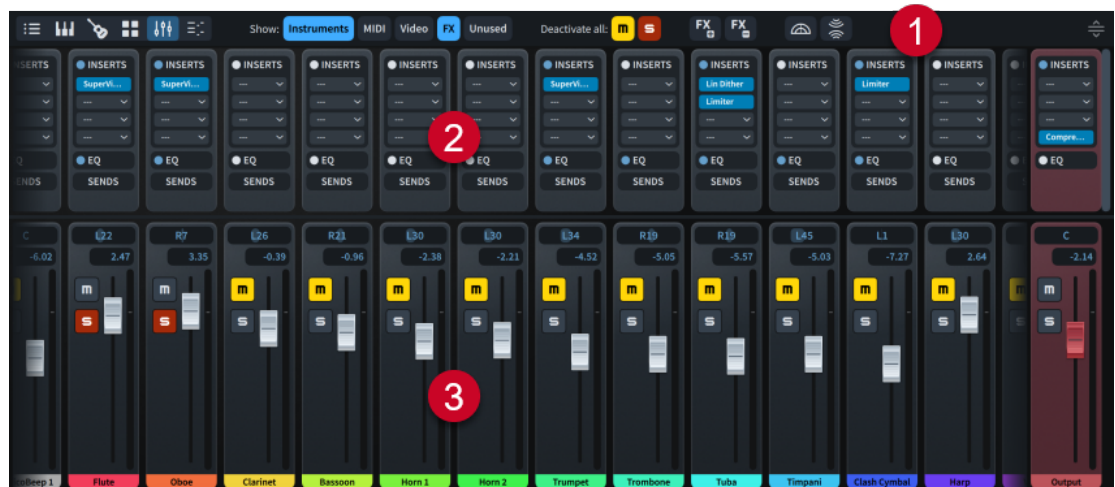 Show: Instruments MIDI Video FX Unused Deactivate all: m s FX FX 1
INSERTS INSERTS INSERTS INSERTS INSERTS INSERTS INSERTS INSERTS INSERTS INSERTS INSERTS INSERTS
SuperVi... SuperVi... --- --- --- --- SuperVi... --- Lin Dither --- Limiter --- ---
--- --- --- --- --- --- --- --- Limiter --- --- --- ---
--- --- --- --- --- --- --- --- --- --- --- --- ---
--- --- --- --- --- --- --- --- --- --- --- --- Compre...
2
EQ EQ EQ EQ EQ EQ EQ EQ EQ EQ EQ EQ EQ
SENDS SENDS SENDS SENDS SENDS SENDS SENDS SENDS SENDS SENDS SENDS SENDS
C L22 R7 L26 R21 L30 L30 L34 R19 R19 L45 L1 L30 C
-6.02 2.47 3.35 -0.39 -0.96 -2.38 -2.21 -4.52 -5.05 -5.57 -5.03 -7.27 2.64 -2.14
m m m m m m m m m m m m m
s s s s s s s s s s s s s
3
Flute Oboe Clarinet Bassoon Horn 1 Horn 2 Trumpet Trombone Tuba Timpani Clash Cymbal Harp Output